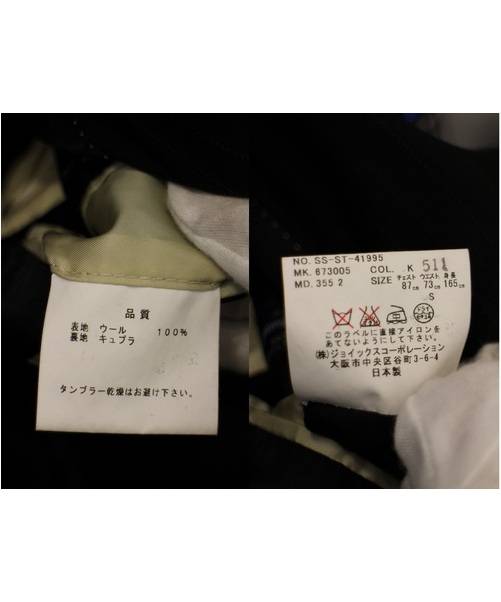 品質
表地 ウール 100%
裏地 キュプラ
タンブラー乾燥はお避け下さい。
NO. SS-ST-41995
MK. 673005 COL. K 511
MD. 355 2 SIZE チェスト ウエスト 身長
87cm 73cm 165cm
S
このラベルに直接アイロンを
あてないようにして下さい。
(株)ジョイックスコーポレーション
大阪市中央区谷町3-6-4
日本製